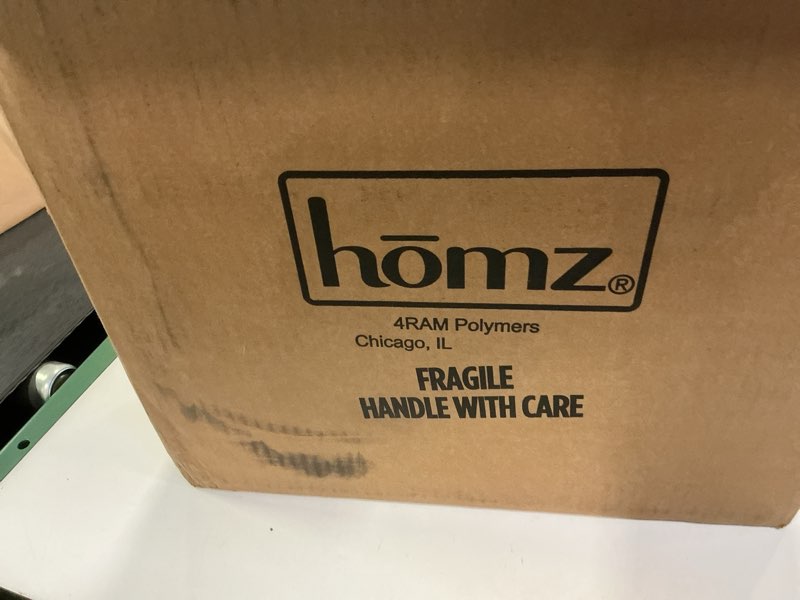 hōmz®
4RAM Polymers
Chicago, IL
FRAGILE
HANDLE WITH CARE